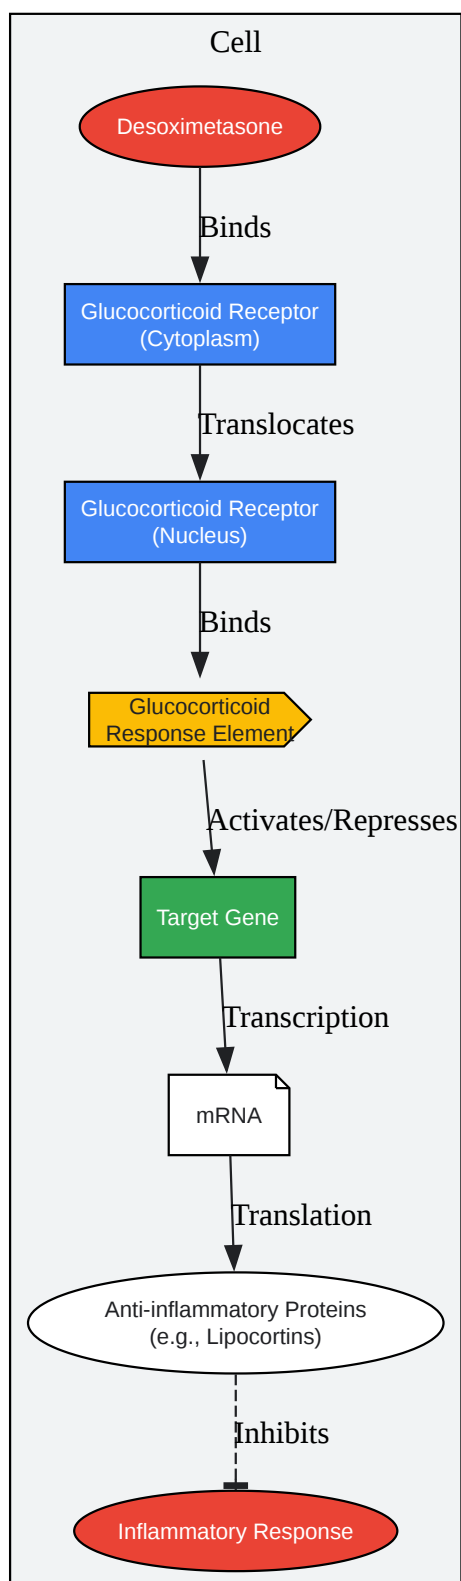 Cell
Desoximetasone
Binds
Glucocorticoid Receptor
(Cytoplasm)
Translocates
Glucocorticoid Receptor
(Nucleus)
Binds
Glucocorticoid
Response Element
Activates/Represses
Target Gene
Transcription
mRNA
Translation
Anti-inflammatory Proteins
(e.g., Lipocortins)
Inhibits
Inflammatory Response